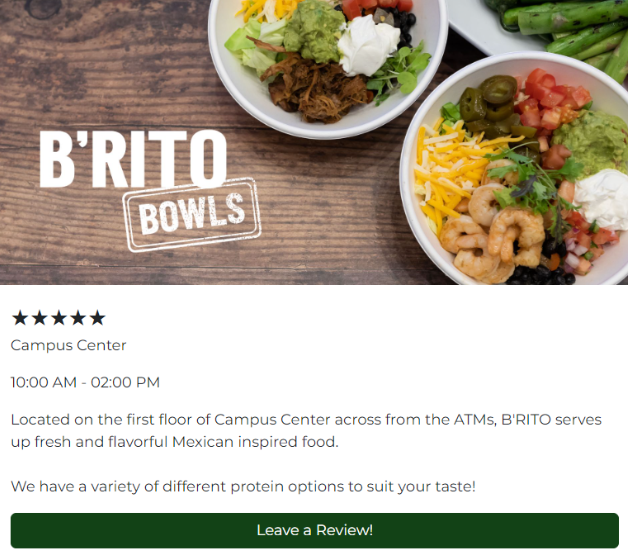 B'RITO
BOWLS
★★★★★
Campus Center
10:00 AM - 02:00 PM
Located on the first floor of Campus Center across from the ATMs, B'RITO serves
up fresh and flavorful Mexican inspired food.
We have a variety of different protein options to suit your taste!
Leave a Review!